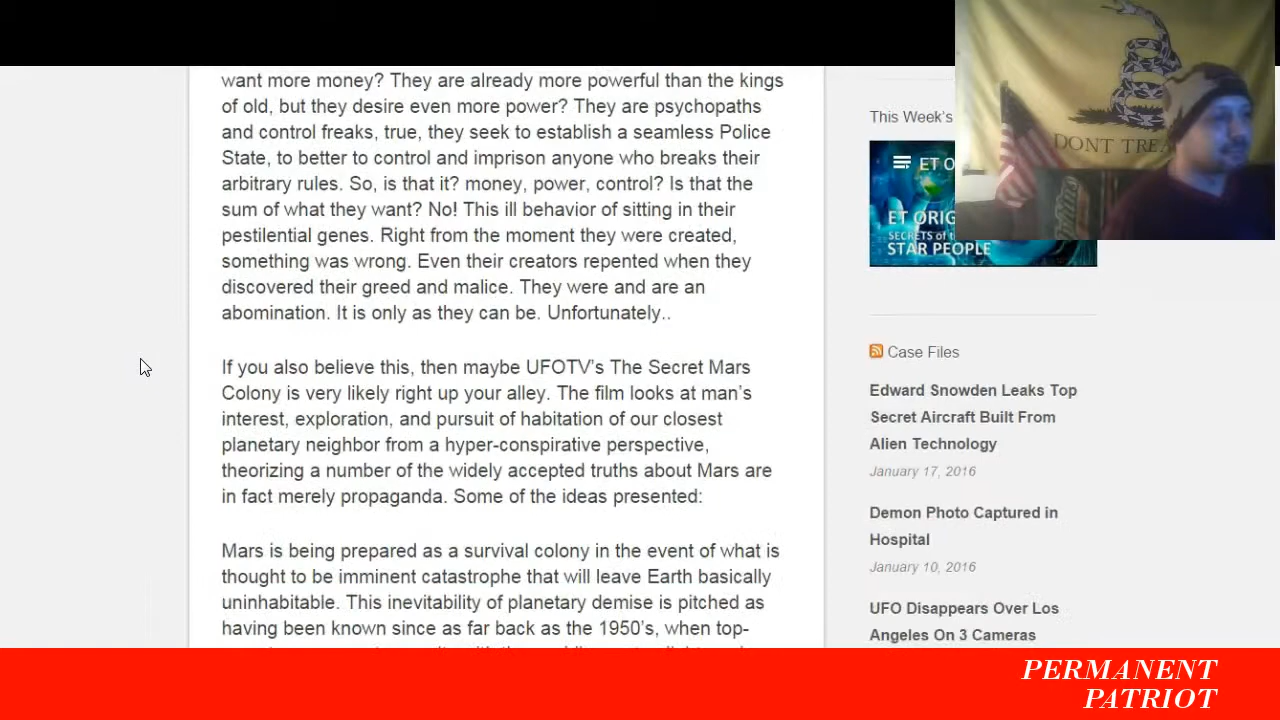 want more money? They are already more powerful than the kings
of old, but they desire even more power? They are psychopaths
and control freaks, true, they seek to establish a seamless Police
State, to better to control and imprison anyone who breaks their
arbitrary rules. So, is that it? money, power, control? Is that the
sum of what they want? No! This ill behavior of sitting in their
pestilential genes. Right from the moment they were created,
something was wrong. Even their creators repented when they
discovered their greed and malice. They were and are an
abomination. It is only as they can be. Unfortunately..
If you also believe this, then maybe UFOTV's The Secret Mars
Colony is very likely right up your alley. The film looks at man's
interest, exploration, and pursuit of habitation of our closest
planetary neighbor from a hyper-conspirative perspective,
theorizing a number of the widely accepted truths about Mars are
in fact merely propaganda. Some of the ideas presented:
Mars is being prepared as a survival colony in the event of what is
thought to be imminent catastrophe that will leave Earth basically
uninhabitable. This inevitability of planetary demise is pitched as
having been known since as far back as the 1950's, when top-
This Week's
ET O
ET ORIG
SECRETS of t
STAR PEOPLE
DONT TREA
Case Files
Edward Snowden Leaks Top
Secret Aircraft Built From
Alien Technology
January 17, 2016
Demon Photo Captured in
Hospital
January 10, 2016
UFO Disappears Over Los
Angeles On 3 Cameras
PERMANENT
PATRIOT